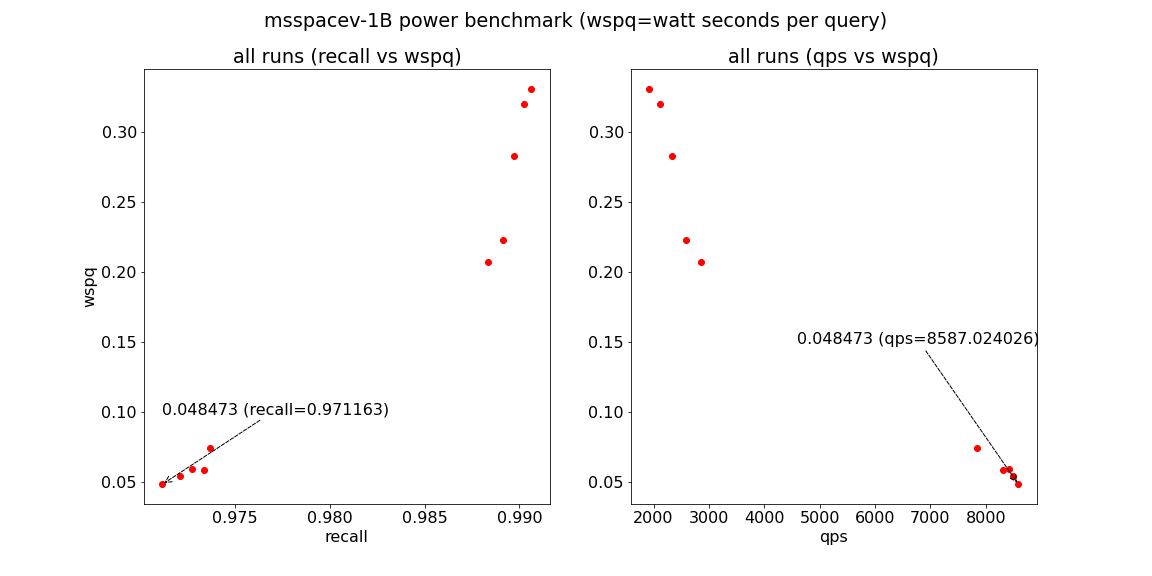 msspacev-1B power benchmark (wspq=watt seconds per query)
all runs (recall vs wspq)
0.30
0.25
0.20
0.15
0.10
0.05
wspq
0.048473 (recall=0.971163)
0.975
0.980
0.985
0.990
recall
all runs (qps vs wspq)
0.30
0.25
0.20
0.15
0.10
0.05
0.048473 (qps=8587.024026)
2000
3000
4000
5000
6000
7000
8000
qps